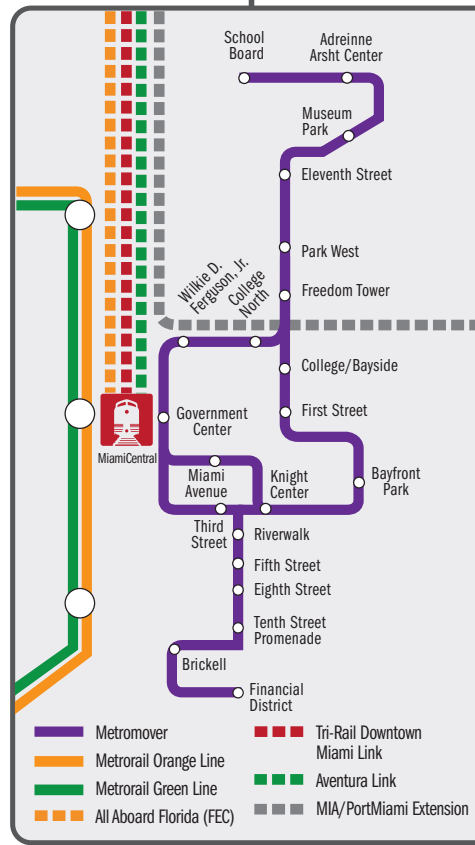 School
Board
Adreinne
Arsht Center
Museum
Park
Eleventh Street
Park West
Wilkie D.
Ferguson, Jr.
College
North
Freedom Tower
College/Bayside
Government
Center
First Street
MiamiCentral
Miami
Avenue
Knight
Center
Bayfront
Park
Third
Street
Riverwalk
Fifth Street
Eighth Street
Tenth Street
Promenade
Brickell
Financial
District
Metromover
Metrorail Orange Line
Metrorail Green Line
All Aboard Florida (FEC)
Tri-Rail Downtown
Miami Link
Aventura Link
MIA/PortMiami Extension